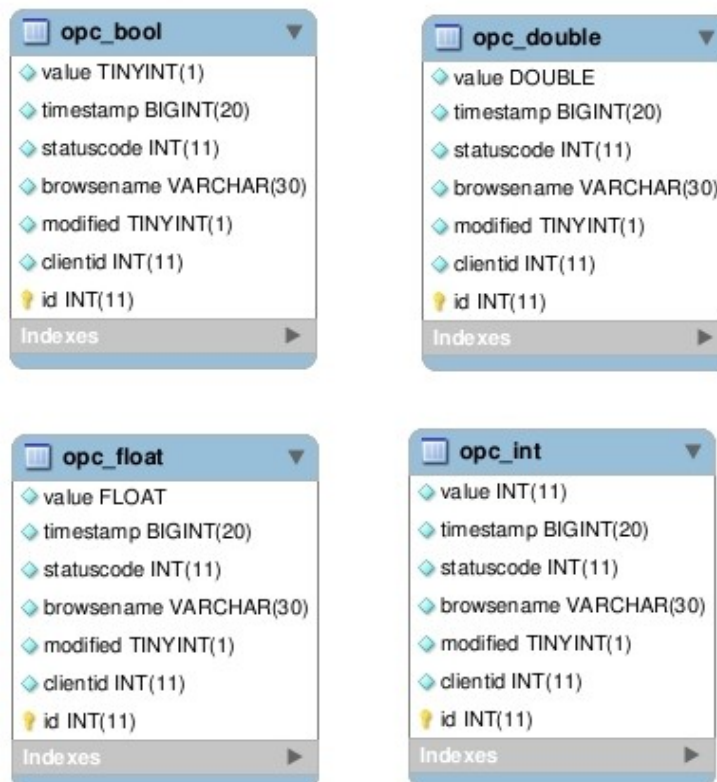 opc_bool
value TINYINT(1)
timestamp BIGINT(20)
statuscode INT(11)
browsename VARCHAR(30)
modified TINYINT(1)
clientid INT(11)
id INT(11)
Indexes
opc_double
value DOUBLE
timestamp BIGINT(20)
statuscode INT(11)
browsename VARCHAR(30)
modified TINYINT(1)
clientid INT(11)
id INT(11)
Indexes
opc_float
value FLOAT
timestamp BIGINT(20)
statuscode INT(11)
browsename VARCHAR(30)
modified TINYINT(1)
clientid INT(11)
id INT(11)
Indexes
opc_int
value INT(11)
timestamp BIGINT(20)
statuscode INT(11)
browsename VARCHAR(30)
modified TINYINT(1)
clientid INT(11)
id INT(11)
Indexes